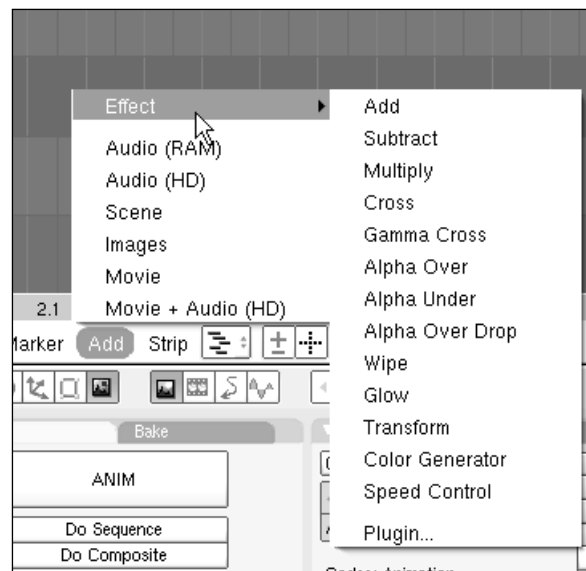 Effect
Audio (RAM)
Audio (HD)
Scene
Images
Movie
Movie + Audio (HD)
Add
Subtract
Multiply
Cross
Gamma Cross
Alpha Over
Alpha Under
Alpha Over Drop
Wipe
Glow
Transform
Color Generator
Speed Control
Plugin...
2.1
Add Strip
Bake
ANIM
Do Sequence
Do Composite